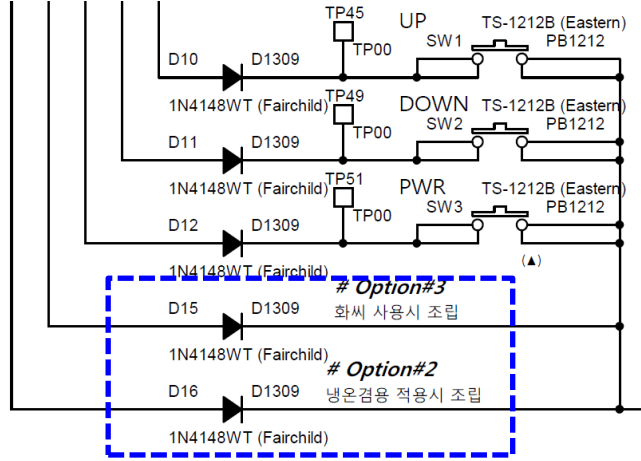 TP45
UP
TS-1212B (Eastern)
SW1
PB1212
D10
D1309
TP00
1N4148WT (Fairchild)
TP49
DOWN
TS-1212B (Eastern)
SW2
PB1212
D11
D1309
TP00
1N4148WT (Fairchild)
TP51
PWR
TS-1212B (Eastern)
SW3
PB1212
D12
D1309
TP00
(▲)
1N4148WT (Fairchild)
# Option#3
D15
D1309
화씨 사용시 조립
1N4148WT (Fairchild)
# Option#2
D16
D1309
냉온겸용 적용시 조립
1N4148WT (Fairchild)